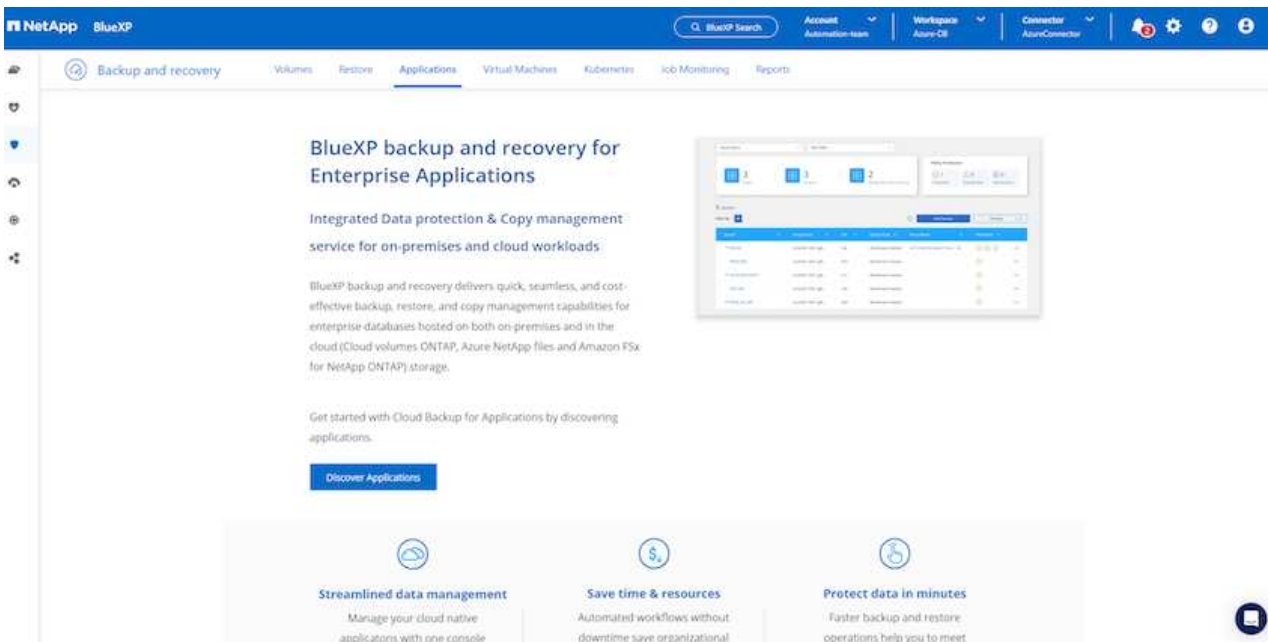 NetApp BlueXP
BlueXP Search
Account
Automation-team
Workspace
Azure-CBI
Connector
AzureConnector
2
Backup and recovery
Volumes Restore Applications Virtual Machines Kubernetes Job Monitoring Reports
BlueXP backup and recovery for
Enterprise Applications
Integrated Data protection & Copy management
service for on-premises and cloud workloads
BlueXP backup and recovery delivers quick, seamless, and cost-
effective backup, restore, and copy management capabilities for
enterprise databases hosted on both on-premises and in the
cloud (Cloud volumes ONTAP, Azure NetApp files and Amazon FSx
for NetApp ONTAP) storage.
Get started with Cloud Backup for Applications by discovering
applications.
Discover Applications
3
3
2
Streamlined data management
Manage your cloud native
applicatons with one console
Save time & resources
Automated workflows without
downtime save organizational
Protect data in minutes
Faster backup and restore
operations help you to meet